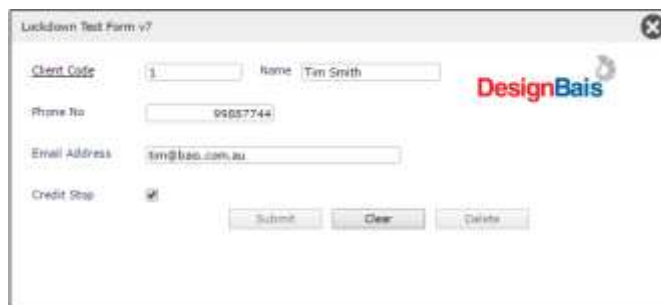 Lockdown Test Form v7
Client Code 1 Name Tim Smith
DesignBais
Phone No 99887744
Email Address tim@bais.com.au
Credit Stop
Submit Clear Delete